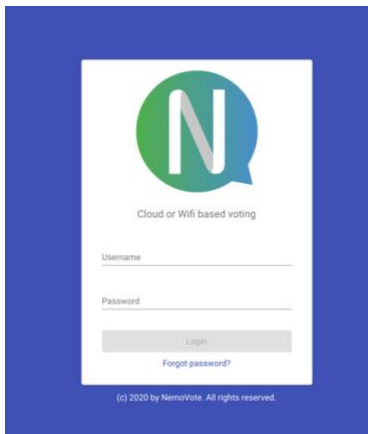 N
Cloud or Wifi based voting
Username
Password
Login
Forgot password?
(c) 2020 by NemoVote. All rights reserved.